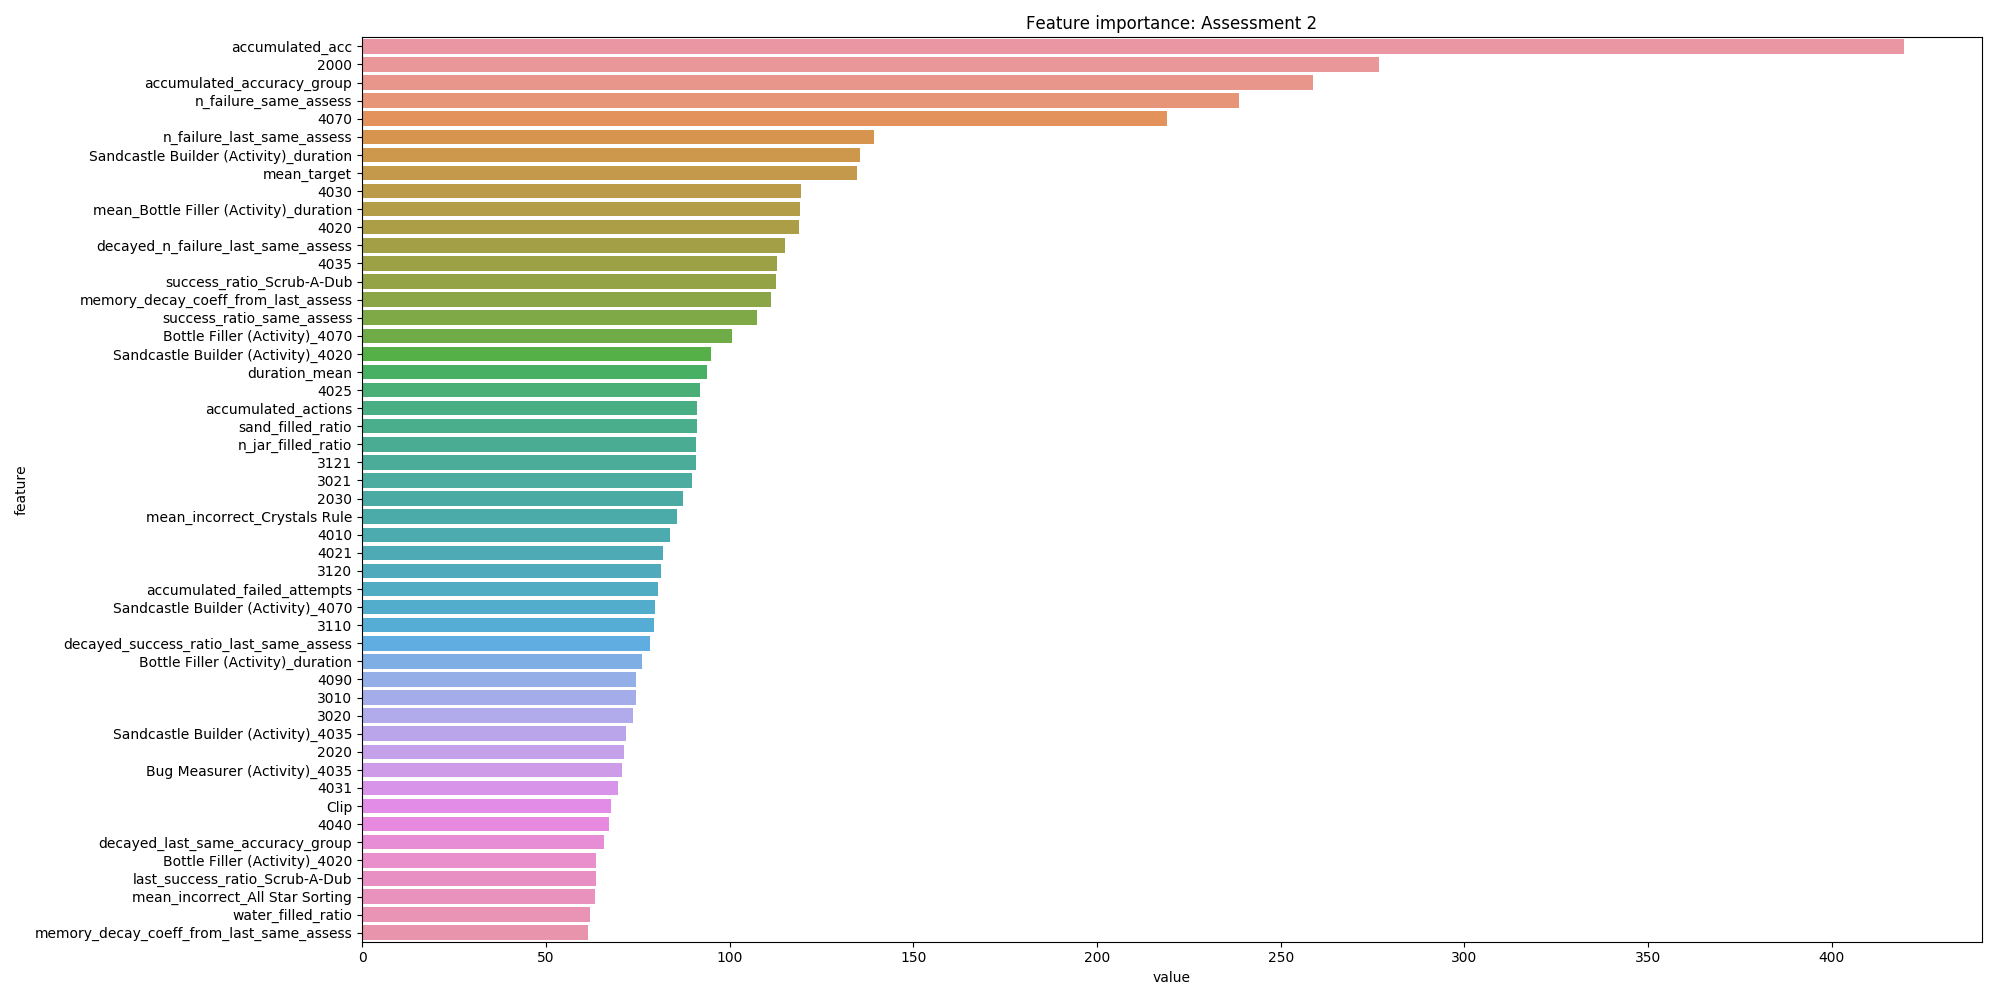 Feature importance: Assessment 2
accumulated_acc
2000
accumulated_accuracy_group
n_failure_same_assess
4070
n_failure_last_same_assess
Sandcastle Builder (Activity)_duration
mean_target
4030
mean_Bottle Filler (Activity)_duration
4020
decayed_n_failure_last_same_assess
4035
success_ratio_Scrub-A-Dub
memory_decay_coeff_from_last_assess
success_ratio_same_assess
Bottle Filler (Activity)_4070
Sandcastle Builder (Activity)_4020
duration_mean
4025
accumulated_actions
sand_filled_ratio
n_jar_filled_ratio
3121
3021
2030
mean_incorrect_Crystals Rule
4010
4021
3120
accumulated_failed_attempts
Sandcastle Builder (Activity)_4070
3110
decayed_success_ratio_last_same_assess
Bottle Filler (Activity)_duration
4090
3010
3020
Sandcastle Builder (Activity)_4035
2020
Bug Measurer (Activity)_4035
4031
Clip
4040
decayed_last_same_accuracy_group
Bottle Filler (Activity)_4020
last_success_ratio_Scrub-A-Dub
mean_incorrect_All Star Sorting
water_filled_ratio
memory_decay_coeff_from_last_same_assess
feature
0 50 100 150 200 250 300 350 400
value